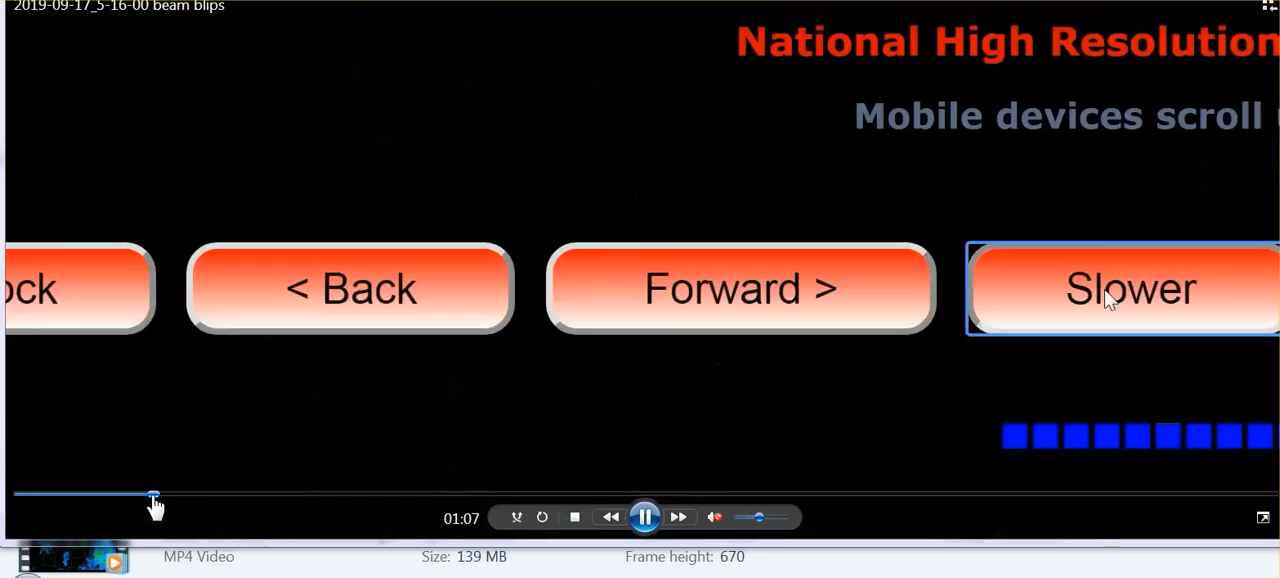 2019-09-17_5-16-00 beam blips
National High Resolution
Mobile devices scroll
ock
< Back
Forward >
Slower
01:07
MP4 Video
Size: 139 MB
Frame height: 670